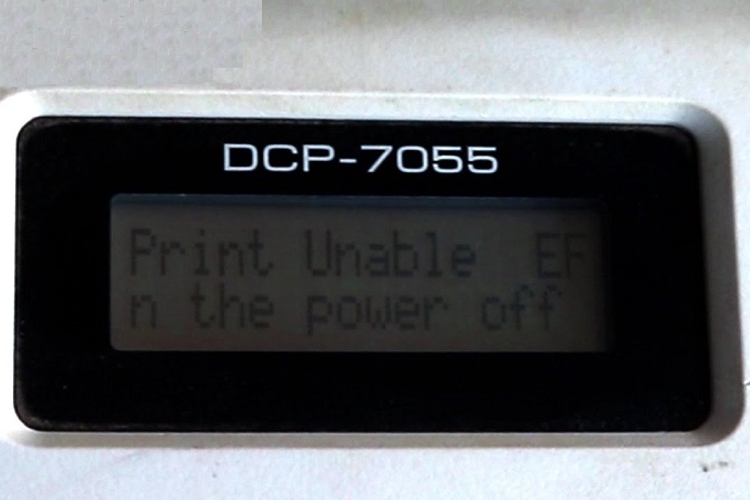 DCP-7055
Print Unable EF
n the power off